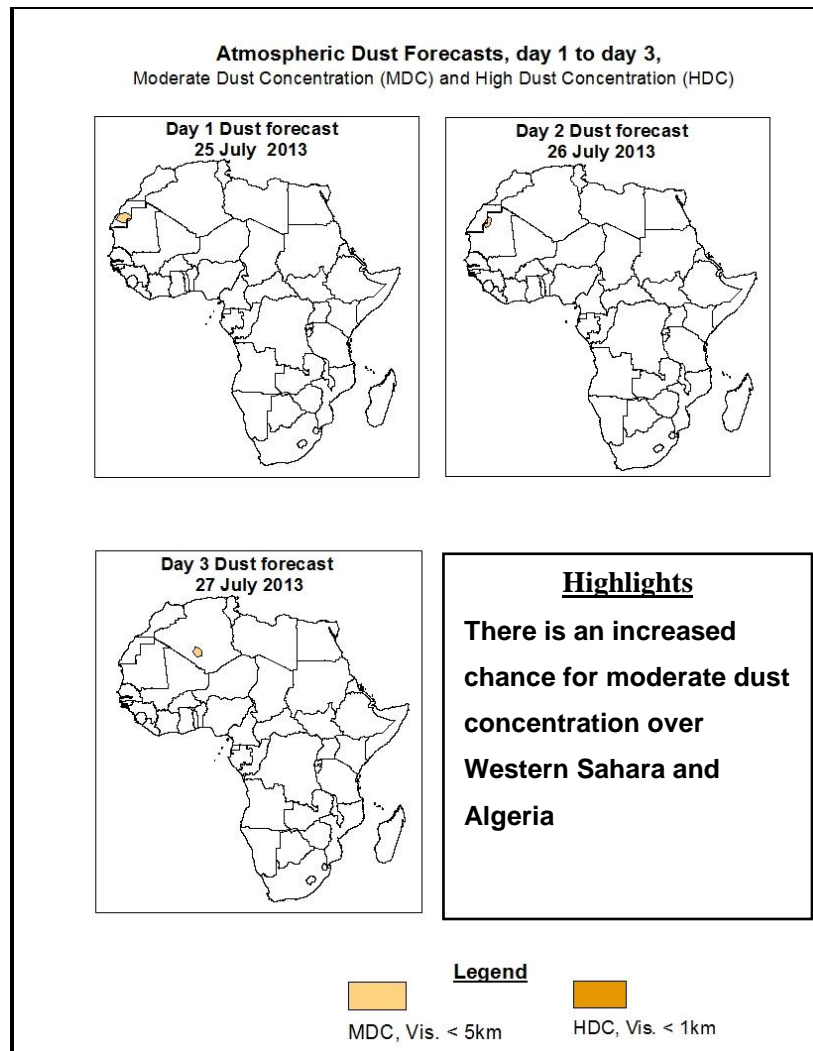 Atmospheric Dust Forecasts, day 1 to day 3,
Moderate Dust Concentration (MDC) and High Dust Concentration (HDC)
Day 1 Dust forecast
25 July 2013
Day 2 Dust forecast
26 July 2013
Day 3 Dust forecast
27 July 2013
Highlights
There is an increased
chance for moderate dust
concentration over
Western Sahara and
Algeria
Legend
MDC, Vis. < 5km
HDC, Vis. < 1km